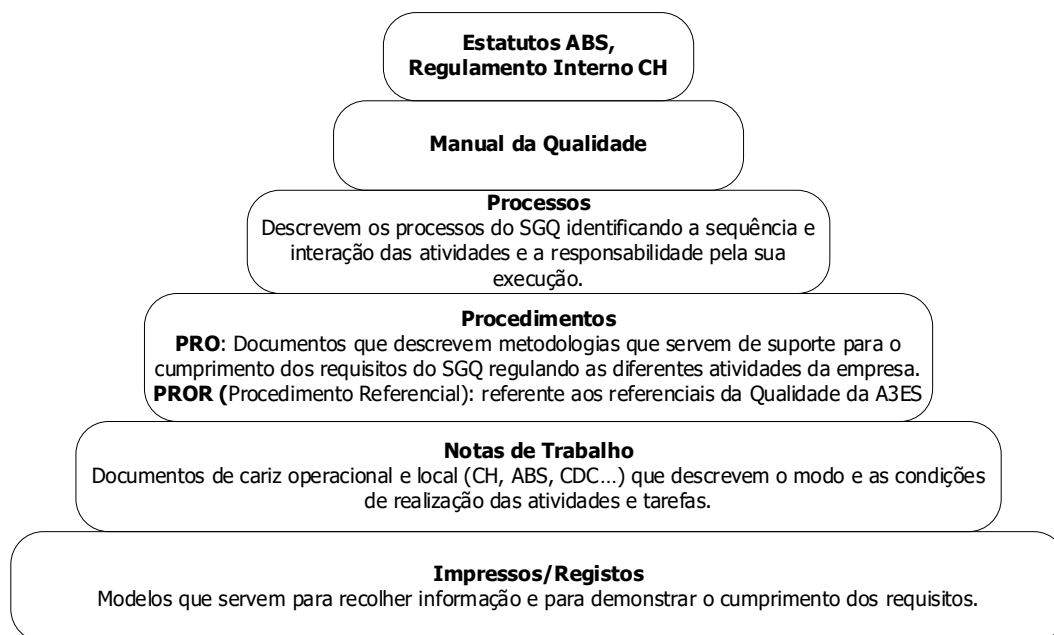 Estatutos ABS,
Regulamento Interno CH
Manual da Qualidade
Processos
Descrevem os processos do SGQ identificando a sequência e
interação das atividades e a responsabilidade pela sua
execução.
Procedimentos
PRO: Documentos que descrevem metodologias que servem de suporte para o
cumprimento dos requisitos do SGQ regulando as diferentes atividades da empresa.
PROR (Procedimento Referencial): referente aos referenciais da Qualidade da A3ES
Notas de Trabalho
Documentos de cariz operacional e local (CH, ABS, CDC…) que descrevem o modo e as condições
de realização das atividades e tarefas.
Impressos/Registos
Modelos que servem para recolher informação e para demonstrar o cumprimento dos requisitos.